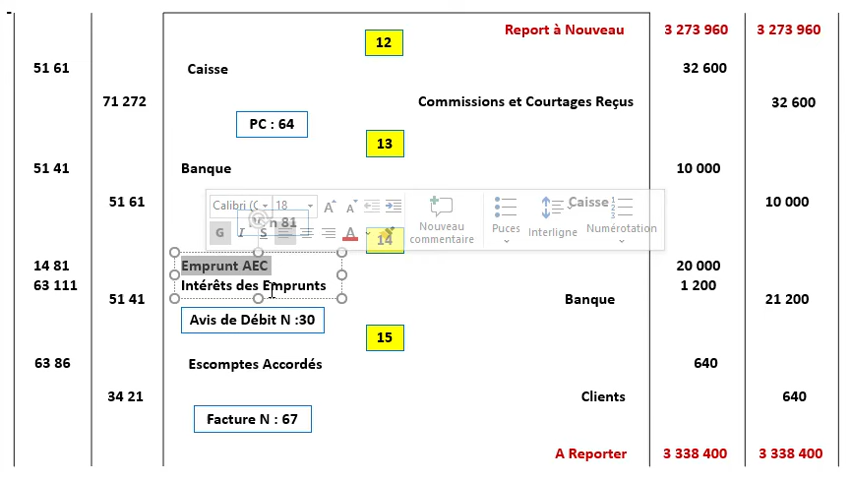 Report à Nouveau 3 273 960 3 273 960
12
51 61 Caisse 32 600
71 272 Commissions et Courtages Reçus 32 600
PC : 64
13
51 41 Banque 10 000
51 61 Caisse 10 000
Calibri (C 18
n 81
G I S A
Nouveau commentaire
Puces Interligne Numérotation
14
14 81 Emprunt AEC 20 000
63 111 Intérêts des Emprunts 1 200
51 41 Banque 21 200
Avis de Débit N :30
15
63 86 Escomptes Accordés 640
34 21 Clients 640
Facture N : 67
A Reporter 3 338 400 3 338 400